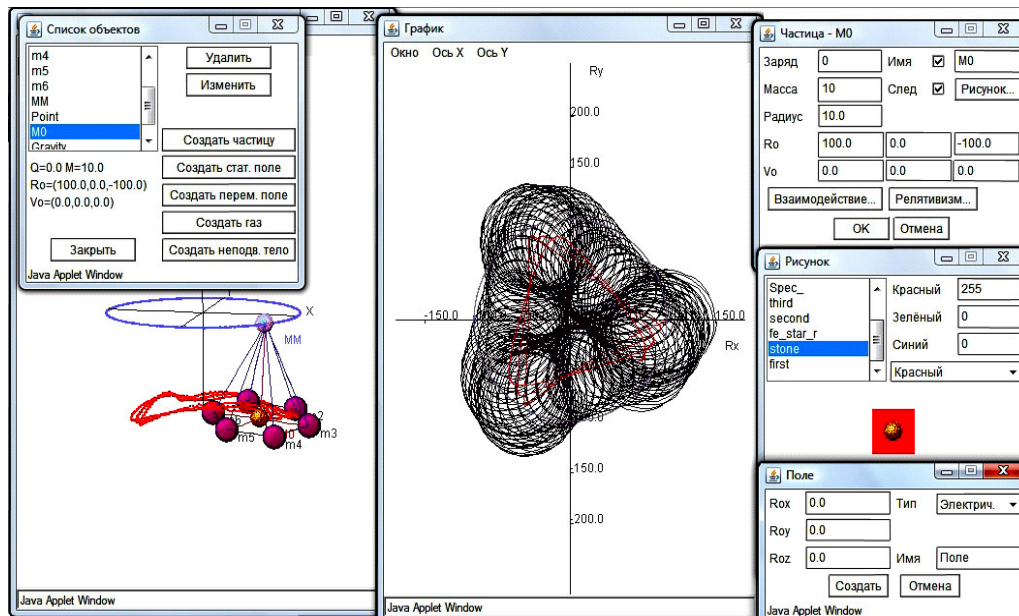 Список объектов
m4
m5
m6
MM
Point
M0
Gravity
Удалить
Изменить
Создать частицу
Создать стат. поле
Создать перем. поле
Создать газ
Создать неподв. тело
Q=0.0 M=10.0
Ro=(100.0,0.0,-100.0)
Vo=(0.0,0.0,0.0)
Закрыть
Java Applet Window
X
MM
m3
m5
m4
График
Окно Ось X Ось Y
Ry
200.0
150.0
-150.0
150.0
Rx
-150.0
-200.0
Java Applet Window
Частица - M0
Заряд 0 Имя M0
Масса 10 След Рисунок...
Радиус 10.0
Ro 100.0 0.0 -100.0
Vo 0.0 0.0 0.0
Взаимодействие... Релятивизм...
OK Отмена
Рисунок
Spec_
third
second
fe_star_r
stone
first
Красный 255
Зелёный 0
Синий 0
Красный
Поле
Rox 0.0 Тип Электрич.
Roy 0.0
Roz 0.0 Имя Поле
Создать Отмена
Java Applet Window